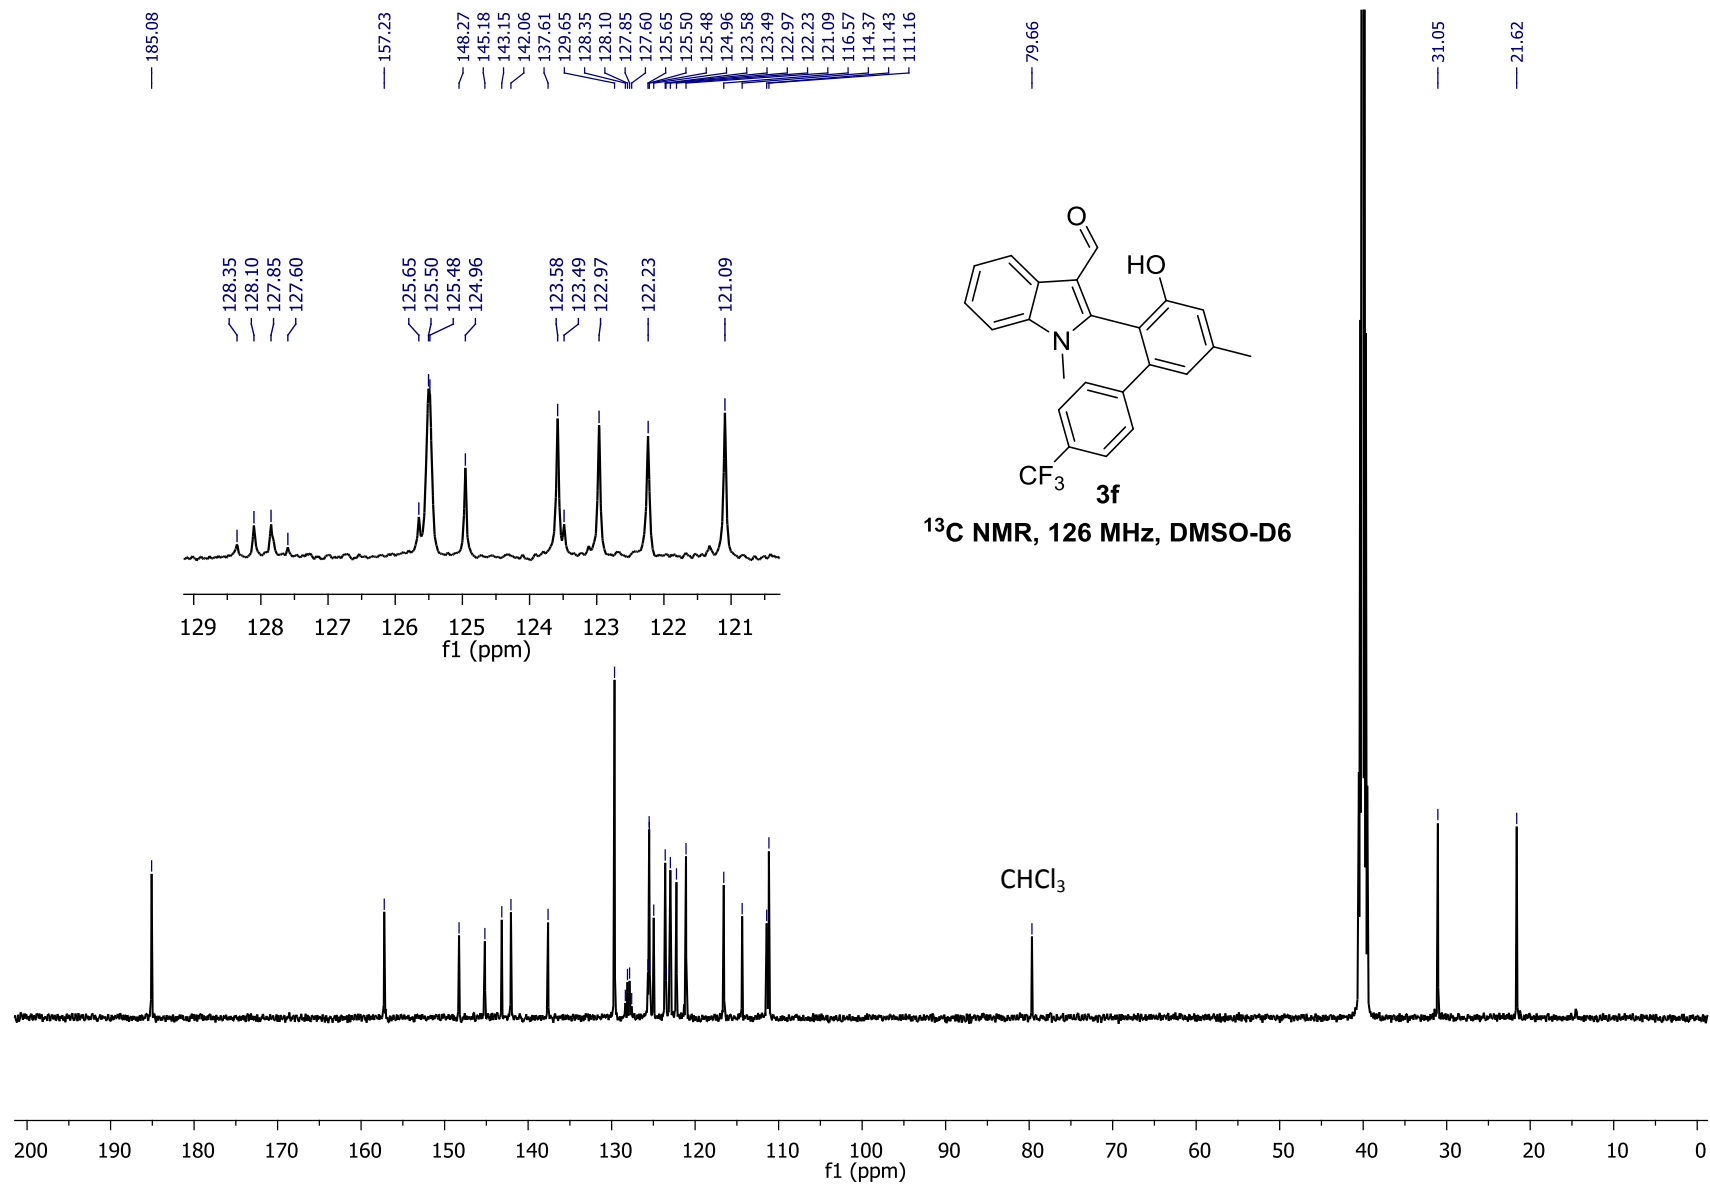 185.08 157.23 148.27 145.18 143.15 142.06 137.61 129.65 128.35 128.10 127.85 127.60 125.65 125.50 125.48 124.96 123.58 123.49 122.97 122.23 121.09 116.57 114.37 111.43 111.16 79.66 31.05 21.62
128.35 128.10 127.85 127.60 125.65 125.50 125.48 124.96 123.58 123.49 122.97 122.23 121.09
O
HO
N
CF3
3f
13C NMR, 126 MHz, DMSO-D6
129 128 127 126 125 124 123 122 121
f1 (ppm)
CHCl3
200 190 180 170 160 150 140 130 120 110 100 90 80 70 60 50 40 30 20 10 0
f1 (ppm)